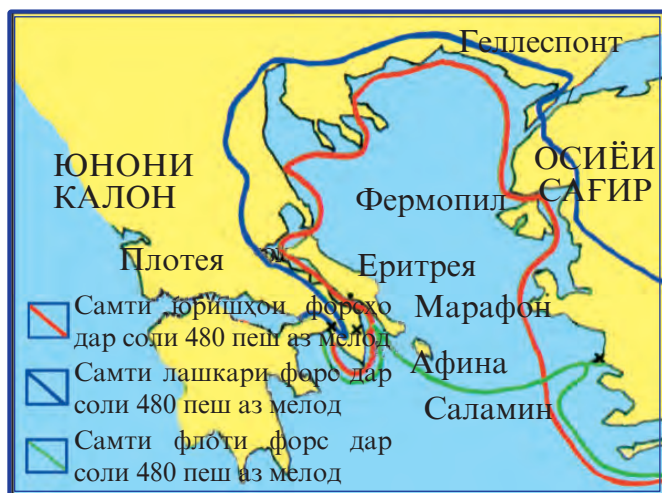 Геллеспонт
ЮНОНИ
КАЛОН
ОСИЁИ
САҒИР
Фермопил
Плотея
Еритрея
Марафон
Афина
Саламин
Самти юришҳои форсҳо
дар соли 480 пеш аз мелод
Самти лашкари форс дар
соли 480 пеш аз мелод
Самти флоти форс дар
соли 480 пеш аз мелод